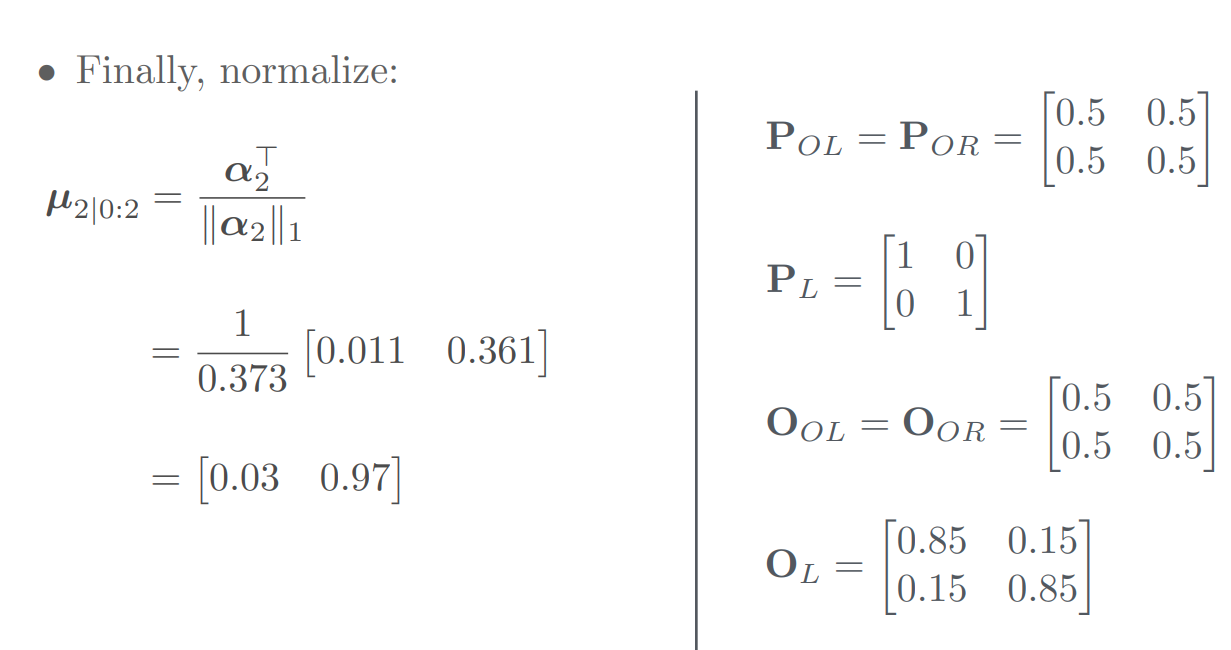 • Finally, normalize:
μ_{2|0:2} = α_2^⊤ / ‖α_2‖_1
= 1 / 0.373 [0.011 0.361]
= [0.03 0.97]
P_{OL} = P_{OR} = [0.5 0.5
0.5 0.5]
P_L = [1 0
0 1]
O_{OL} = O_{OR} = [0.5 0.5
0.5 0.5]
O_L = [0.85 0.15
0.15 0.85]